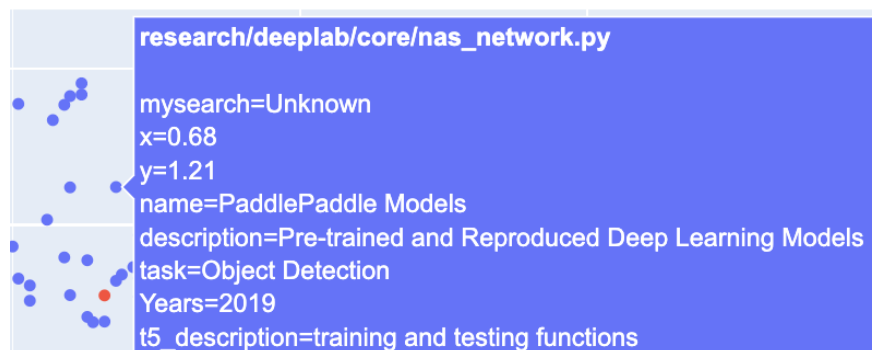 research/deeplab/core/nas_network.py
mysearch=Unknown
x=0.68
y=1.21
name=PaddlePaddle Models
description=Pre-trained and Reproduced Deep Learning Models
task=Object Detection
Years=2019
t5_description=training and testing functions